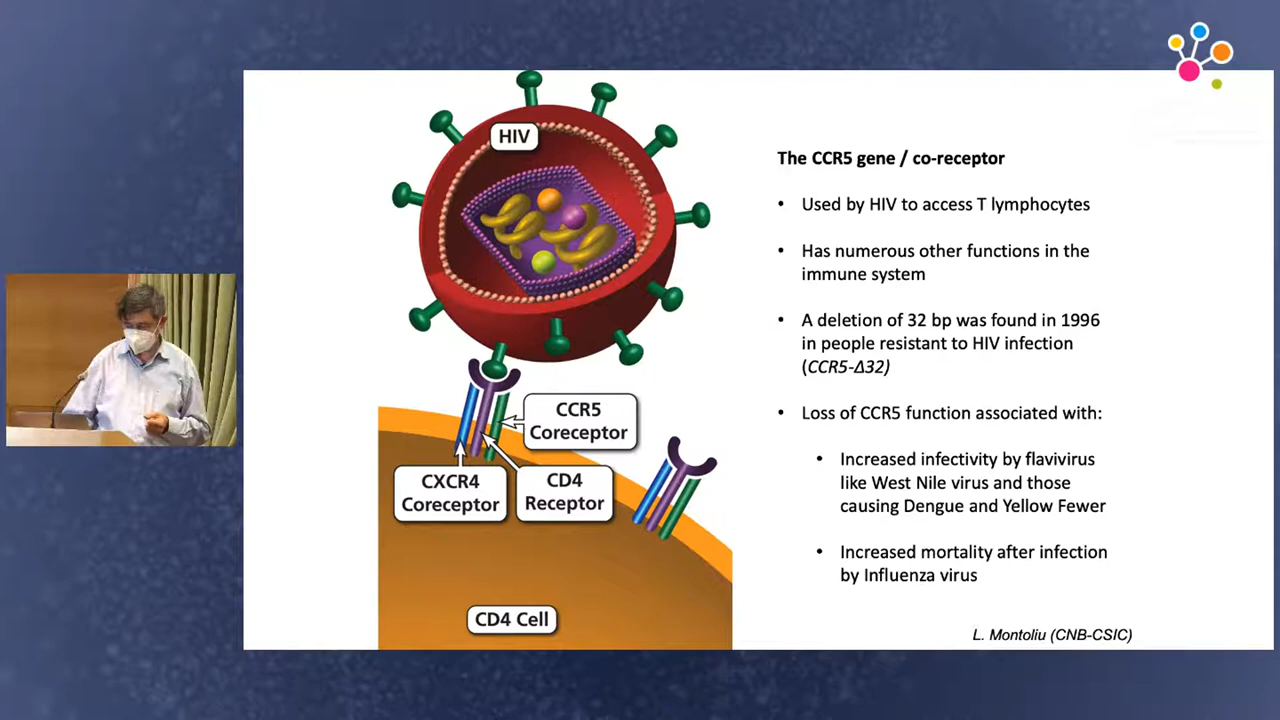 HIV
CCR5
Coreceptor
CXCR4
Coreceptor
CD4
Receptor
CD4 Cell
The CCR5 gene / co-receptor
• Used by HIV to access T lymphocytes
• Has numerous other functions in the
immune system
• A deletion of 32 bp was found in 1996
in people resistant to HIV infection
(CCR5-Δ32)
• Loss of CCR5 function associated with:
• Increased infectivity by flavivirus
like West Nile virus and those
causing Dengue and Yellow Fewer
• Increased mortality after infection
by Influenza virus
L. Montoliu (CNB-CSIC)